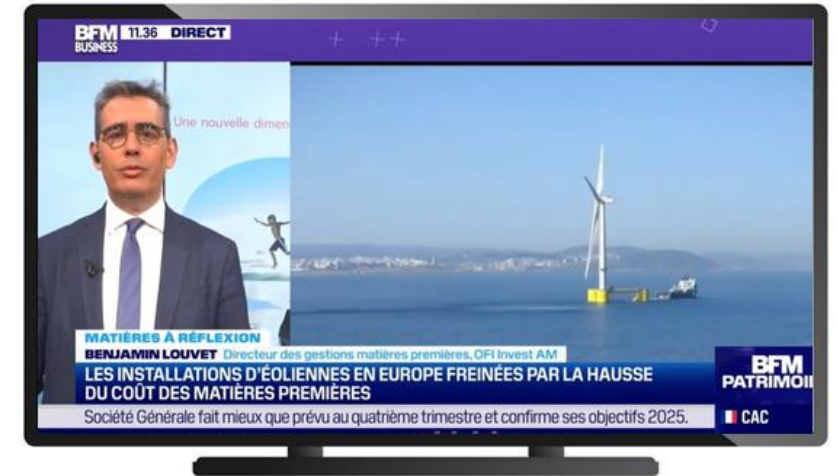 BFM 11.36 DIRECT
BUSINESS
Une nouvelle dimen
MATIÈRES À RÉFLEXION
BENJAMIN LOUVET Directeur des gestions matières premières, OFI Invest AM
LES INSTALLATIONS D'ÉOLIENNES EN EUROPE FREINÉES PAR LA HAUSSE
DU COÛT DES MATIÈRES PREMIÈRES
BFM
PATRIMOI
Société Générale fait mieux que prévu au quatrième trimestre et confirme ses objectifs 2025.
CAC